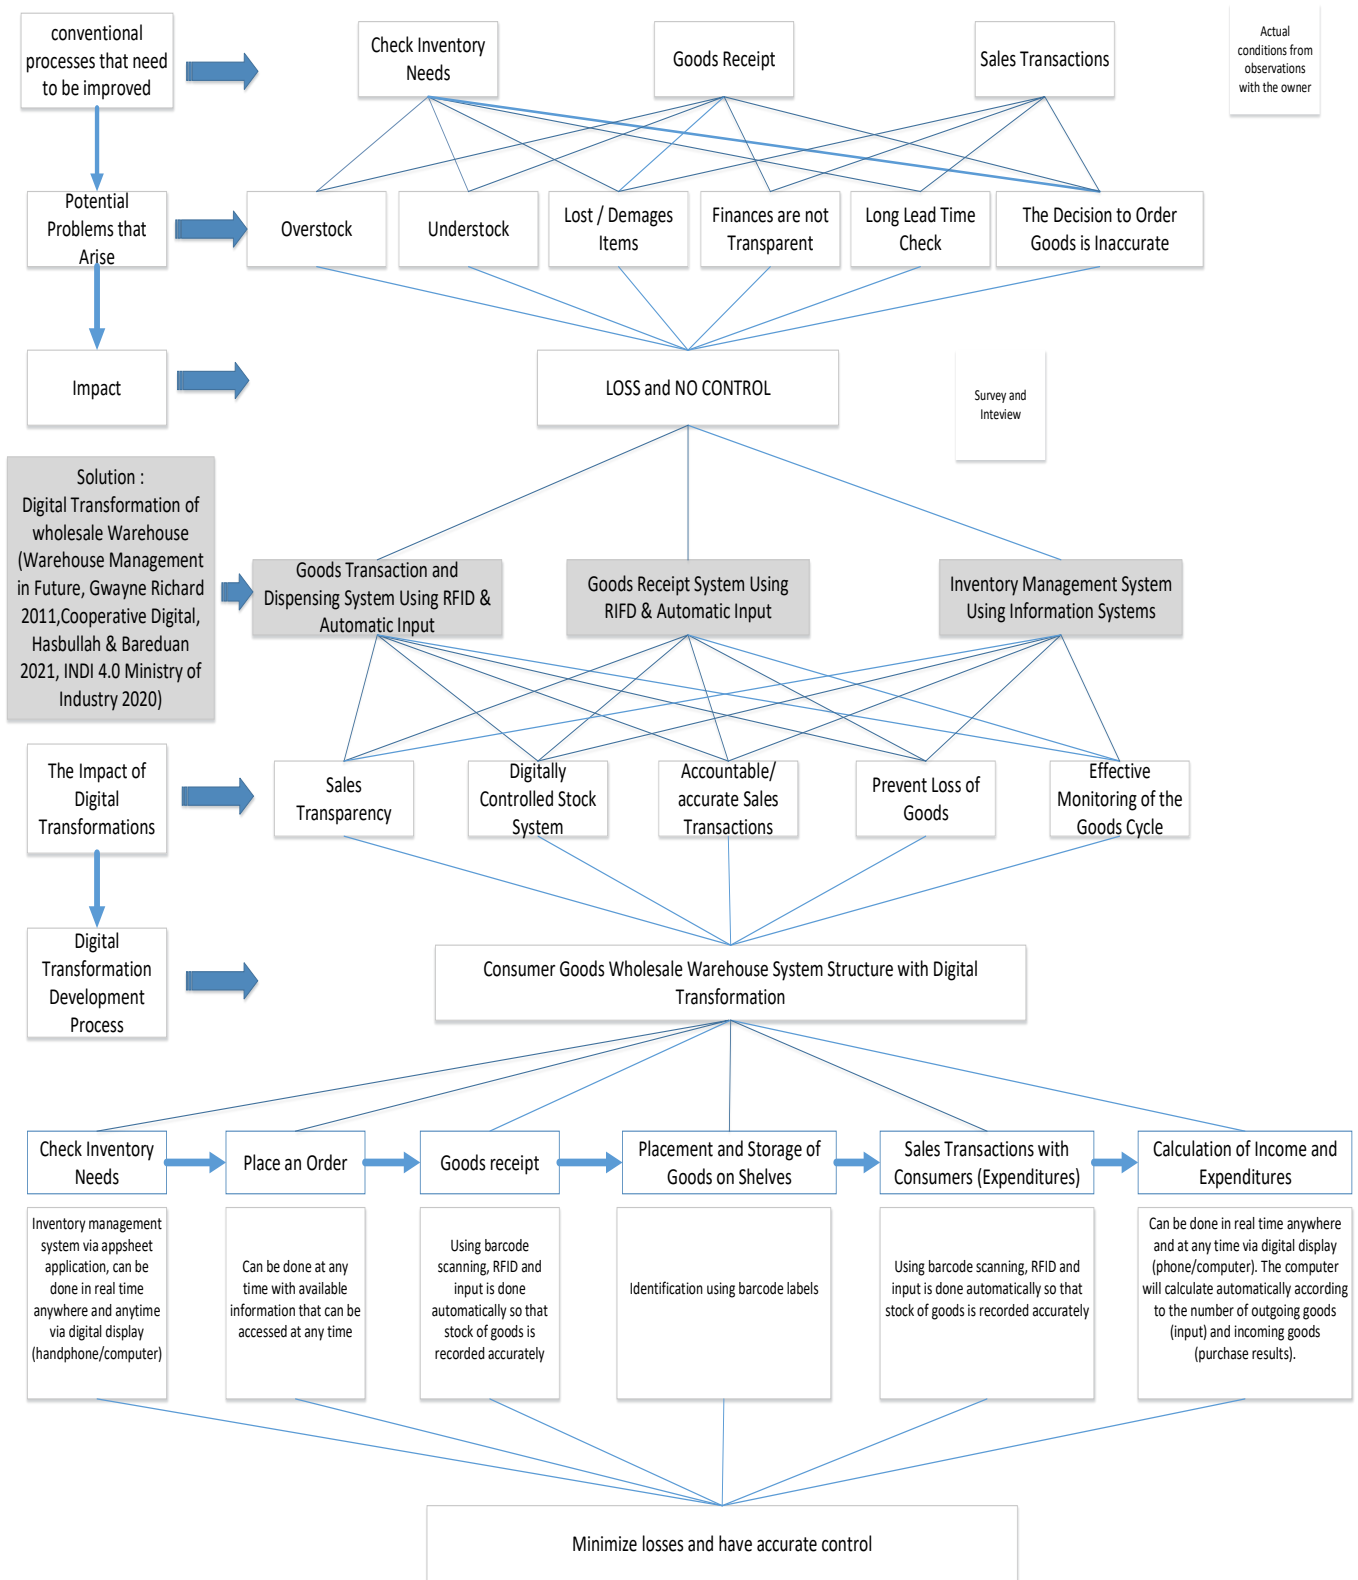 conventional
processes that need
to be improved
Check Inventory
Needs
Goods Receipt
Sales Transactions
Actual
conditions from
observations
with the owner
Potential
Problems that
Arise
Overstock
Understock
Lost / Demages
Items
Finances are not
Transparent
Long Lead Time
Check
The Decision to Order
Goods is Inaccurate
Impact
LOSS and NO CONTROL
Survey and
Inteview
Solution :
Digital Transformation of
wholesale Warehouse
(Warehouse Management
in Future, Gwayne Richard
2011,Cooperative Digital,
Hasbullah & Bareduan
2021, INDI 4.0 Ministry of
Industry 2020)
Goods Transaction and
Dispensing System Using RFID &
Automatic Input
Goods Receipt System Using
RIFD & Automatic Input
Inventory Management System
Using Information Systems
The Impact of
Digital
Transformations
Sales
Transparency
Digitally
Controlled Stock
System
Accountable/
accurate Sales
Transactions
Prevent Loss of
Goods
Effective
Monitoring of the
Goods Cycle
Digital
Transformation
Development
Process
Consumer Goods Wholesale Warehouse System Structure with Digital
Transformation
Check Inventory
Needs
Place an Order
Goods receipt
Placement and Storage of
Goods on Shelves
Sales Transactions with
Consumers (Expenditures)
Calculation of Income and
Expenditures
Inventory management
system via appsheet
application, can be
done in real time
anywhere and anytime
via digital display
(handphone/computer)
Can be done at any
time with available
information that can be
accessed at any time
Using barcode
scanning, RFID and
input is done
automatically so that
stock of goods is
recorded accurately
Identification using barcode labels
Using barcode scanning, RFID and
input is done automatically so that
stock of goods is recorded accurately
Can be done in real time anywhere
and at any time via digital display
(phone/computer). The computer
will calculate automatically according
to the number of outgoing goods
(input) and incoming goods
(purchase results).
Minimize losses and have accurate control